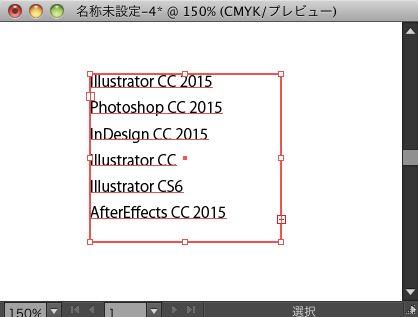 名称未設定-4* @ 150% (CMYK/プレビュー)
Illustrator CC 2015
Photoshop CC 2015
InDesign CC 2015
Illustrator CC
Illustrator CS6
AfterEffects CC 2015
150% 1 選択